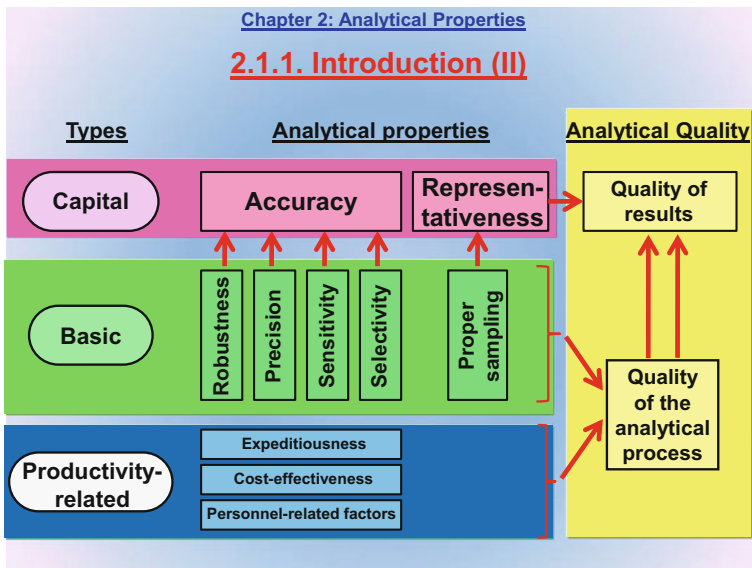 Chapter 2: Analytical Properties
2.1.1. Introduction (II)
Types
Analytical properties
Analytical Quality
Capital
Accuracy
Represen-
tativeness
Quality of
results
Basic
Robustness
Precision
Sensitivity
Selectivity
Proper
sampling
Quality
of the
analytical
process
Productivity-
related
Expeditiousness
Cost-effectiveness
Personnel-related factors